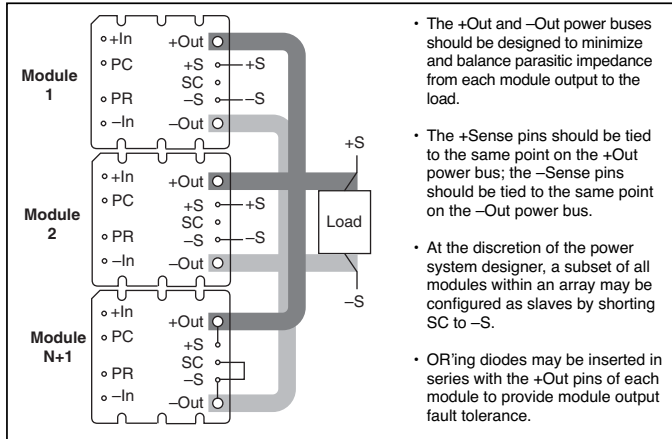 Module
1
+In
PC
PR
–In
+Out
+S
SC
–S
–Out
+S
–S
Module
2
+In
PC
PR
–In
+Out
+S
SC
–S
–Out
+S
–S
Module
N+1
+In
PC
PR
–In
+Out
+S
SC
–S
–Out
+S
Load
–S
• The +Out and –Out power buses
should be designed to minimize
and balance parasitic impedance
from each module output to the
load.
• The +Sense pins should be tied
to the same point on the +Out
power bus; the –Sense pins
should be tied to the same point
on the –Out power bus.
• At the discretion of the power
system designer, a subset of all
modules within an array may be
configured as slaves by shorting
SC to –S.
• OR'ing diodes may be inserted in
series with the +Out pins of each
module to provide module output
fault tolerance.